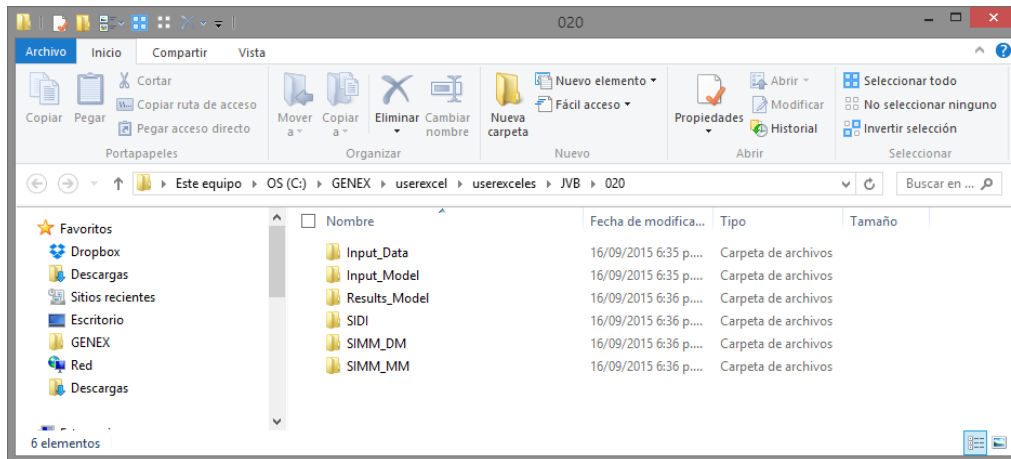 020
Archivo Inicio Compartir Vista
Copiar Pegar Cortar
Copiar ruta de acceso
Pegar acceso directo
Portapapeles
Mover a Copiar a Eliminar Cambiar nombre
Organizar
Nueva carpeta Nuevo elemento
Fácil acceso
Nuevo
Propiedades Abrir
Modificar
Historial
Abrir
Seleccionar todo
No seleccionar ninguno
Invertir selección
Seleccionar
Este equipo OS (C:) GENEX userexcel userexceles JVB 020
Buscar en ...
Favoritos
Dropbox
Descargas
Sitios recientes
Escritorio
GENEX
Red
Descargas
Nombre Fecha de modifica... Tipo Tamaño
Input_Data 16/09/2015 6:35 p.... Carpeta de archivos
Input_Model 16/09/2015 6:35 p.... Carpeta de archivos
Results_Model 16/09/2015 6:36 p.... Carpeta de archivos
SIDI 16/09/2015 6:36 p.... Carpeta de archivos
SIMM_DM 16/09/2015 6:36 p.... Carpeta de archivos
SIMM_MM 16/09/2015 6:36 p.... Carpeta de archivos
6 elementos